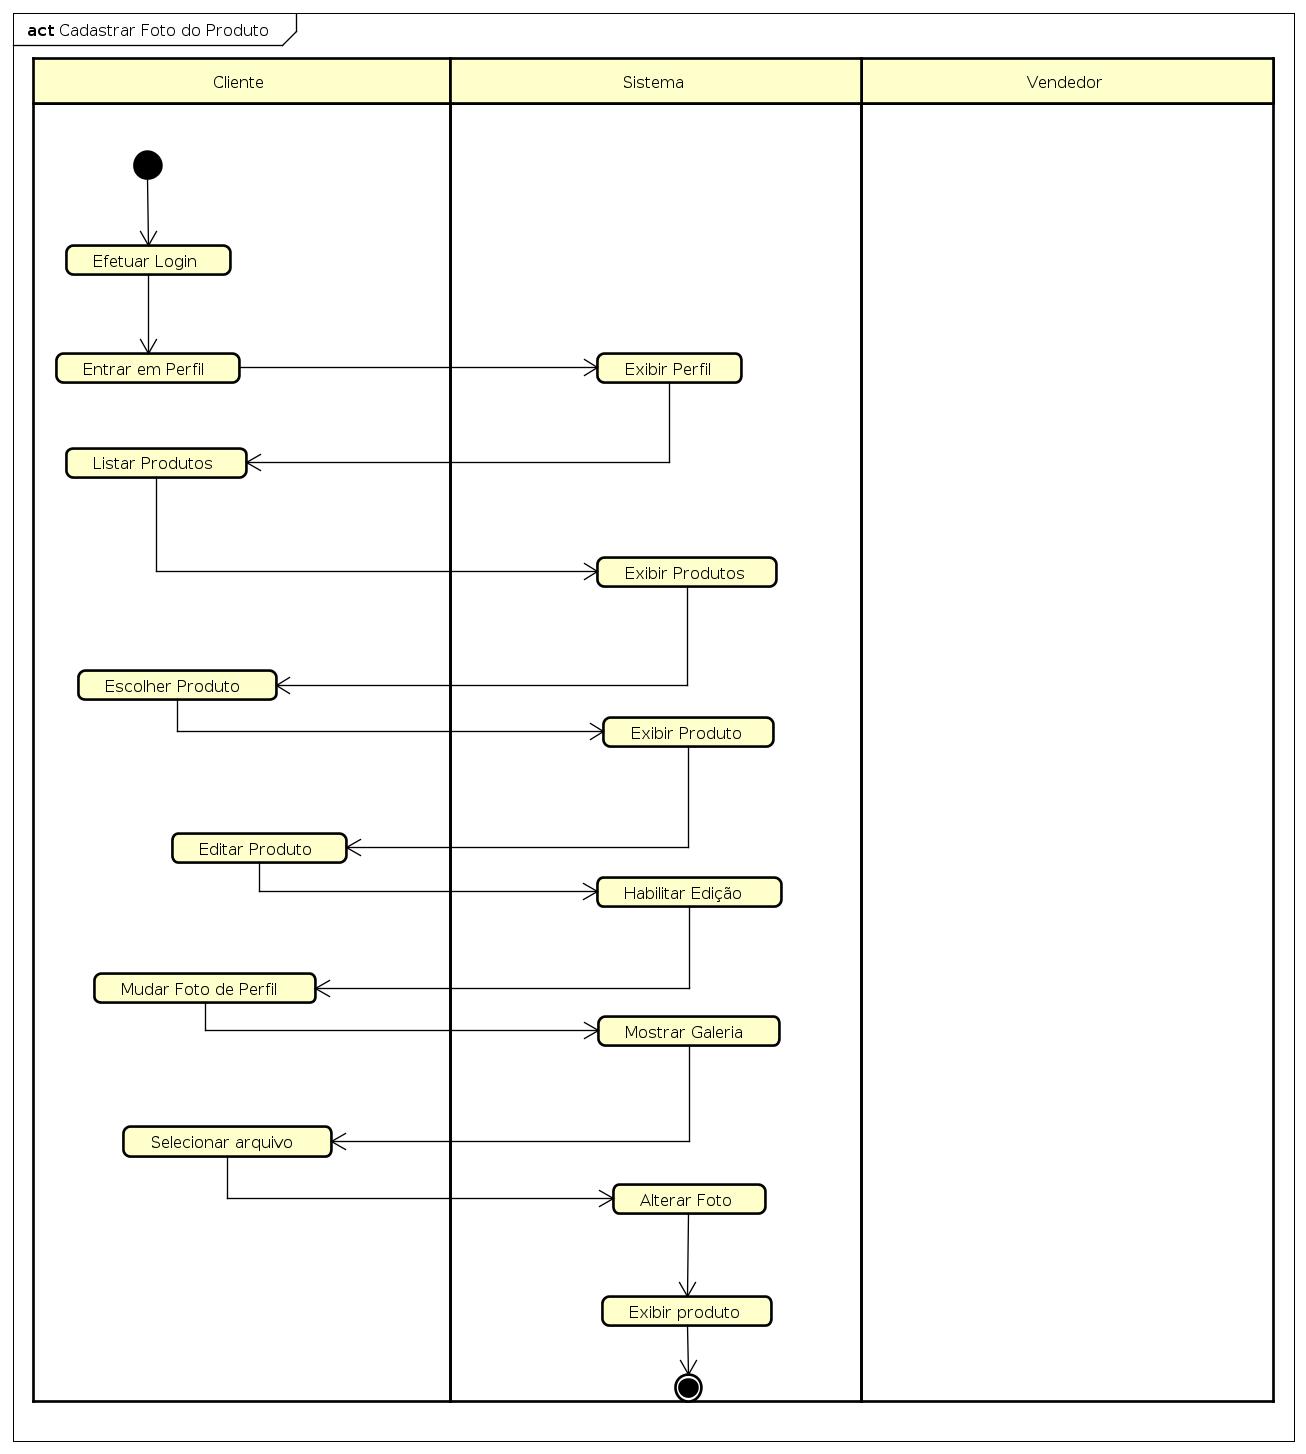 act Cadastrar Foto do Produto
Cliente
Sistema
Vendedor
Efetuar Login
Entrar em Perfil
Exibir Perfil
Listar Produtos
Exibir Produtos
Escolher Produto
Exibir Produto
Editar Produto
Habilitar Edição
Mudar Foto de Perfil
Mostrar Galeria
Selecionar arquivo
Alterar Foto
Exibir produto